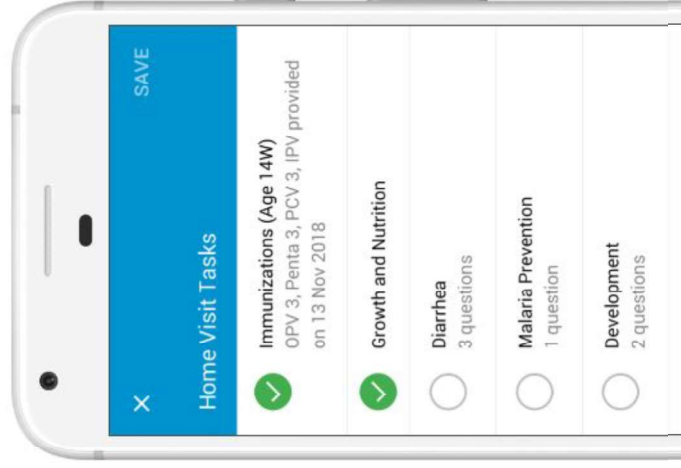 SAVE
Home Visit Tasks
Immunizations (Age 14W)
OPV 3, Penta 3, PCV 3, IPV provided
on 13 Nov 2018
Growth and Nutrition
Diarrhea
3 questions
Malaria Prevention
1 question
Development
2 questions